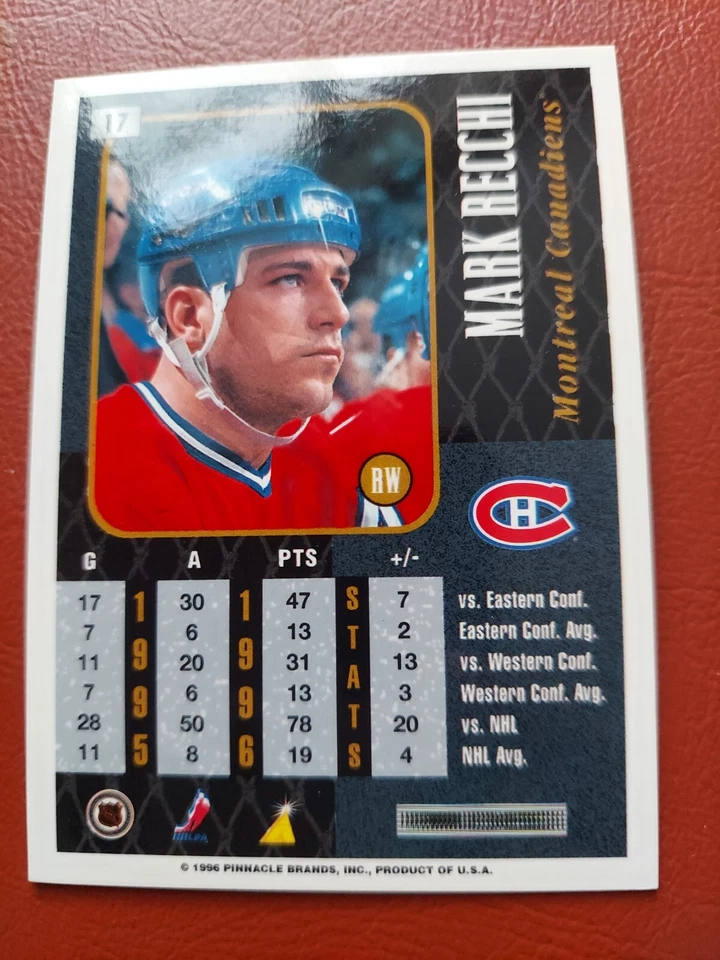 17
MARK RECCHI
Montreal Canadiens
RW
G A PTS +/-
17 30 47 7 vs. Eastern Conf.
7 6 13 2 Eastern Conf. Avg.
11 20 31 13 vs. Western Conf.
7 6 13 3 Western Conf. Avg.
28 50 78 20 vs. NHL
11 8 19 4 NHL Avg.
1995
1996
STATS
NHLPA
© 1996 PINNACLE BRANDS, INC., PRODUCT OF U.S.A.